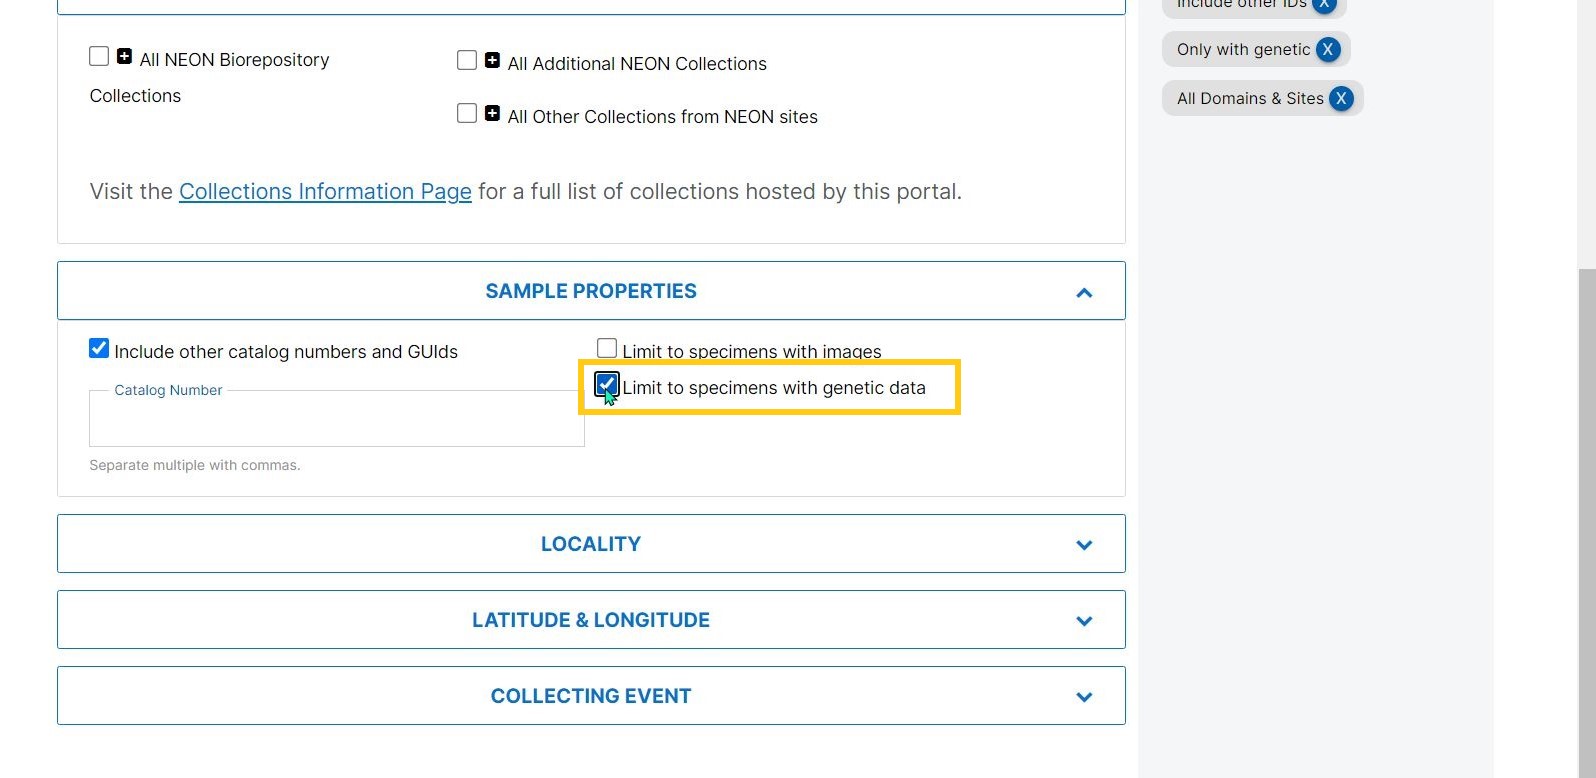 Include other IDs X
Only with genetic X
All Domains & Sites X
All NEON Biorepository
Collections
All Additional NEON Collections
All Other Collections from NEON sites
Visit the Collections Information Page for a full list of collections hosted by this portal.
SAMPLE PROPERTIES
Include other catalog numbers and GUIds
Limit to specimens with images
Limit to specimens with genetic data
Catalog Number
Separate multiple with commas.
LOCALITY
LATITUDE & LONGITUDE
COLLECTING EVENT